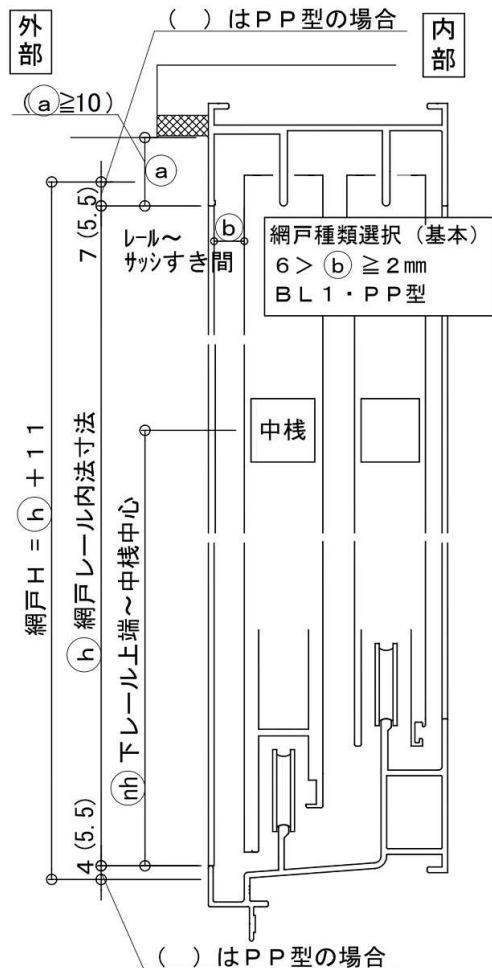 外部
( )はPP型の場合
内部
(ⓐ≧10)
ⓐ
7 (5.5)
レール～
サッシすき間
ⓑ
網戸種類選択(基本)
6>ⓑ≧2mm
BL1・PP型
中桟
網戸H=ⓗ+11
ⓗ 網戸レール内法寸法
nh 下レール上端～中桟中心
4 (5.5)
( )はPP型の場合